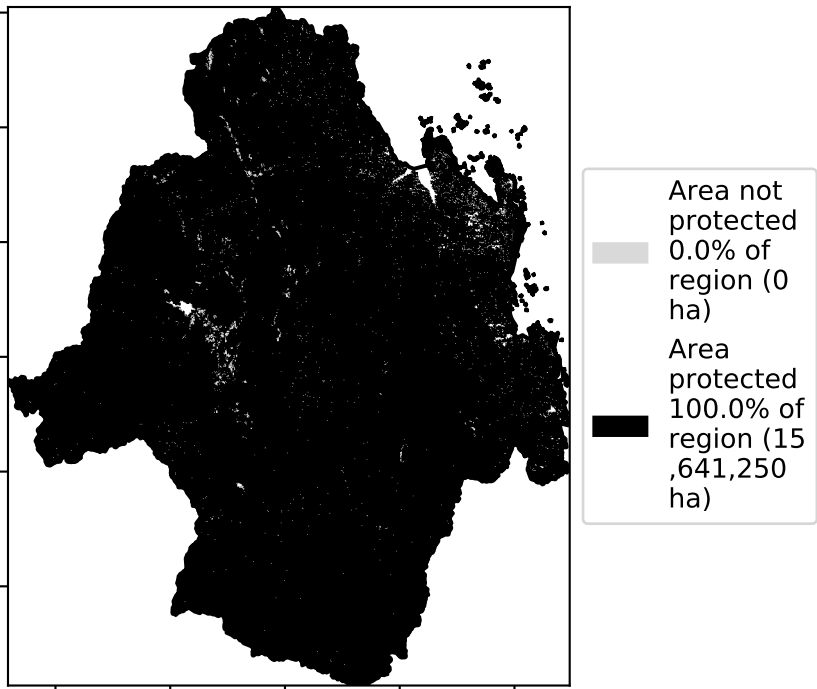 Area not
protected
0.0% of
region (0
ha)
Area
protected
100.0% of
region (15
,641,250
ha)